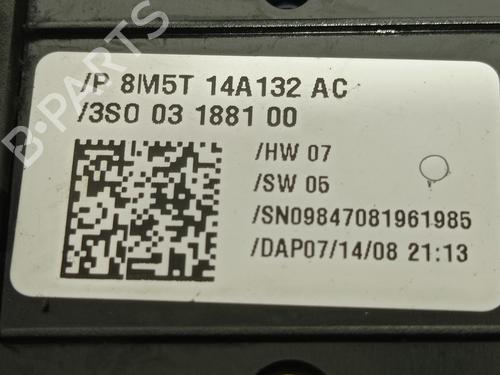 /P 8M5T 14A132 AC
/3S0 03 1881 00
/HW 07
/SW 05
/SN09847081961985
/DAP07/14/08 21:13
B-PARTS